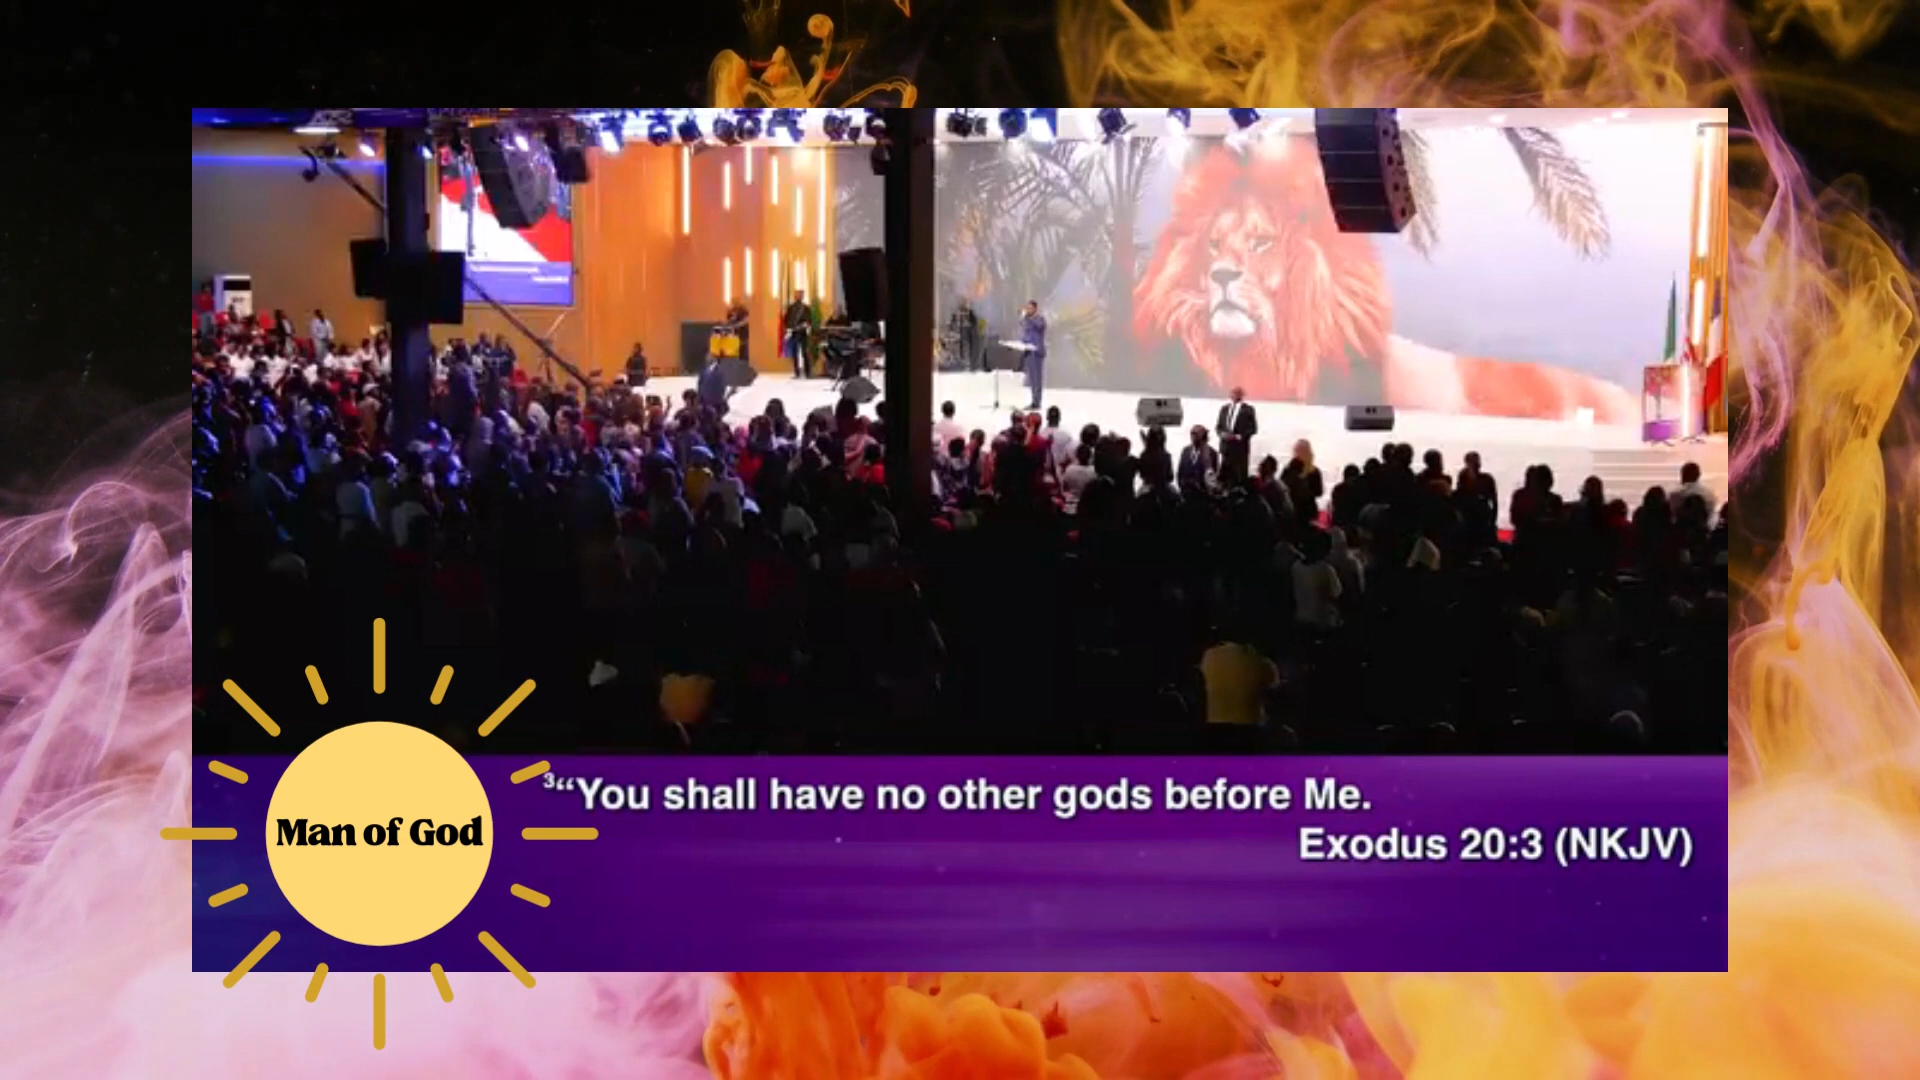 ³“You shall have no other gods before Me.
Exodus 20:3 (NKJV)
Man of God